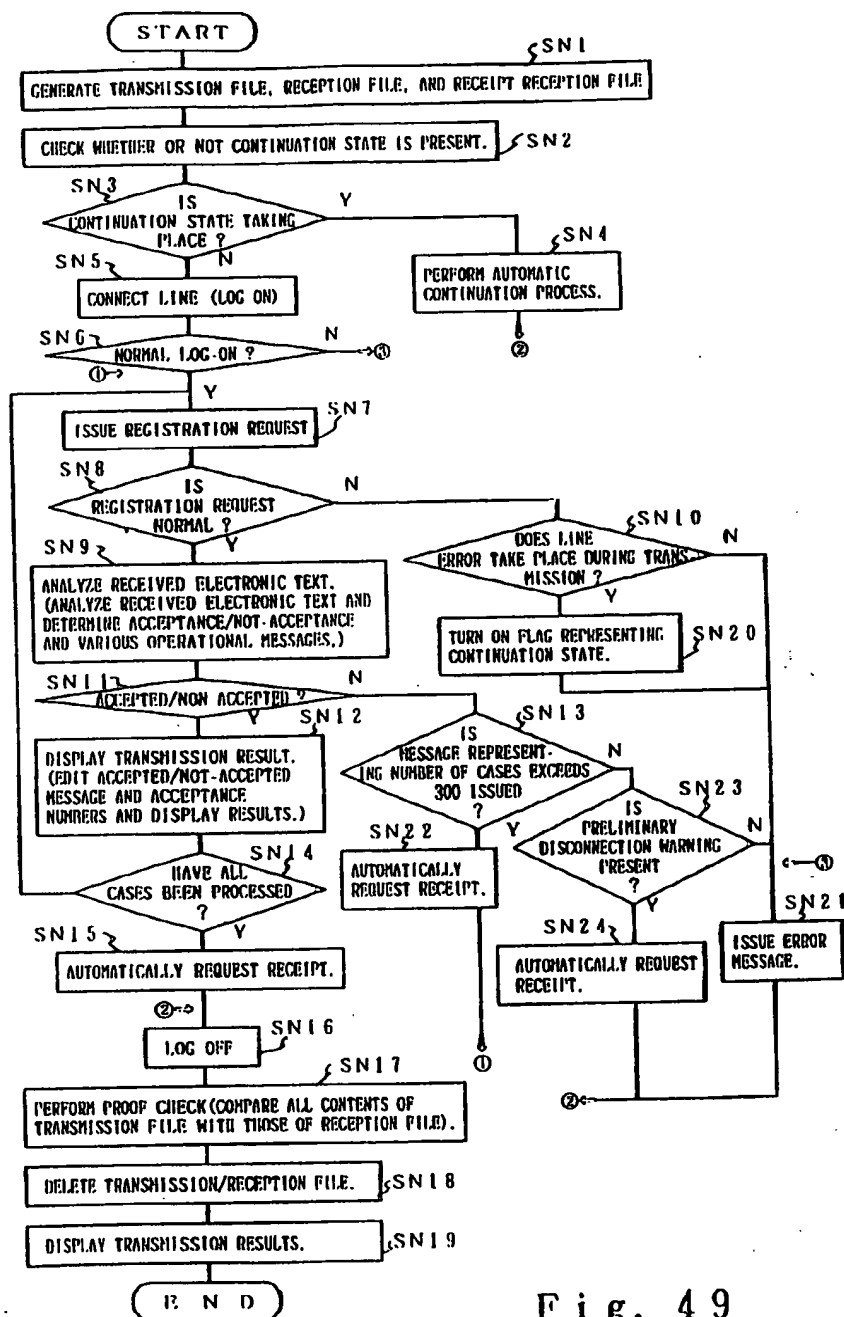 START
SN1
GENERATE TRANSMISSION FILE, RECEPTION FILE, AND RECEIPT RECEPTION FILE
CHECK WHETHER OR NOT CONTINUATION STATE IS PRESENT.
SN2
SN3
IS
CONTINUATION STATE TAKING
PLACE ?
Y
N
SN4
PERFORM AUTOMATIC
CONTINUATION PROCESS.
②
SN5
CONNECT LINE (LOG ON)
SN6
NORMAL LOG-ON ?
N
③
①
Y
SN7
ISSUE REGISTRATION REQUEST
SN8
IS
REGISTRATION REQUEST
NORMAL ?
N
Y
SN10
DOES LINE
ERROR TAKE PLACE DURING TRANS-
MISSION ?
N
Y
SN9
ANALYZE RECEIVED ELECTRONIC TEXT.
(ANALYZE RECEIVED ELECTRONIC TEXT AND
DETERMINE ACCEPTANCE/NOT-ACCEPTANCE
AND VARIOUS OPERATIONAL MESSAGES.)
TURN ON FLAG REPRESENTING
CONTINUATION STATE.
SN20
SN11
ACCEPTED/NON ACCEPTED ?
N
Y
SN12
DISPLAY TRANSMISSION RESULT.
(EDIT ACCEPTED/NOT-ACCEPTED
MESSAGE AND ACCEPTANCE
NUMBERS AND DISPLAY RESULTS.)
SN13
IS
MESSAGE REPRESENT-
ING NUMBER OF CASES EXCEEDS
300 ISSUED
?
N
Y
SN23
IS
PRELIMINARY
DISCONNECTION WARNING
PRESENT
?
N
Y
SN22
AUTOMATICALLY
REQUEST RECEIPT.
①
SN14
HAVE ALL
CASES BEEN PROCESSED
?
Y
③
SN21
ISSUE ERROR
MESSAGE.
SN24
AUTOMATICALLY REQUEST
RECEIPT.
②
SN15
AUTOMATICALLY REQUEST RECEIPT.
②
SN16
LOG OFF
SN17
PERFORM PROOF CHECK(COMPARE ALL CONTENTS OF
TRANSMISSION FILE WITH THOSE OF RECEPTION FILE).
DELETE TRANSMISSION/RECEPTION FILE.
SN18
DISPLAY TRANSMISSION RESULTS.
SN19
END
Fig. 49